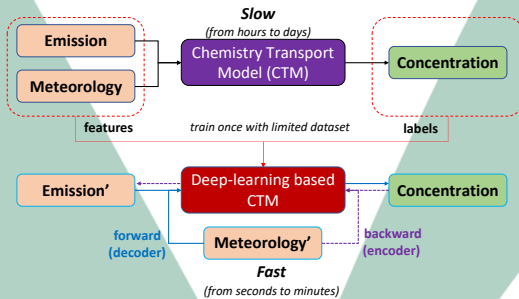 Slow
(from hours to days)
Emission
Meteorology
Chemistry Transport
Model (CTM)
Concentration
features
train once with limited dataset
labels
Emission’
Deep-learning based
CTM
Concentration
forward
(decoder)
Meteorology’
backward
(encoder)
Fast
(from seconds to minutes)